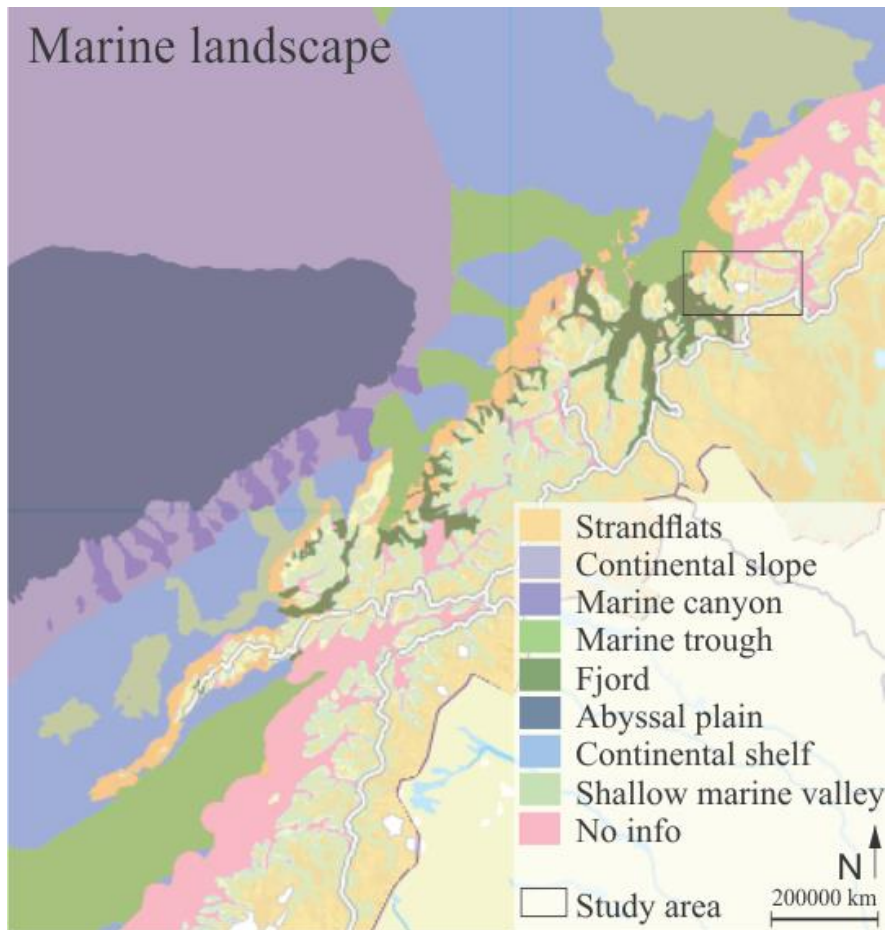 Marine landscape
Strandflats
Continental slope
Marine canyon
Marine trough
Fjord
Abyssal plain
Continental shelf
Shallow marine valley
No info
N
Study area
200000 km